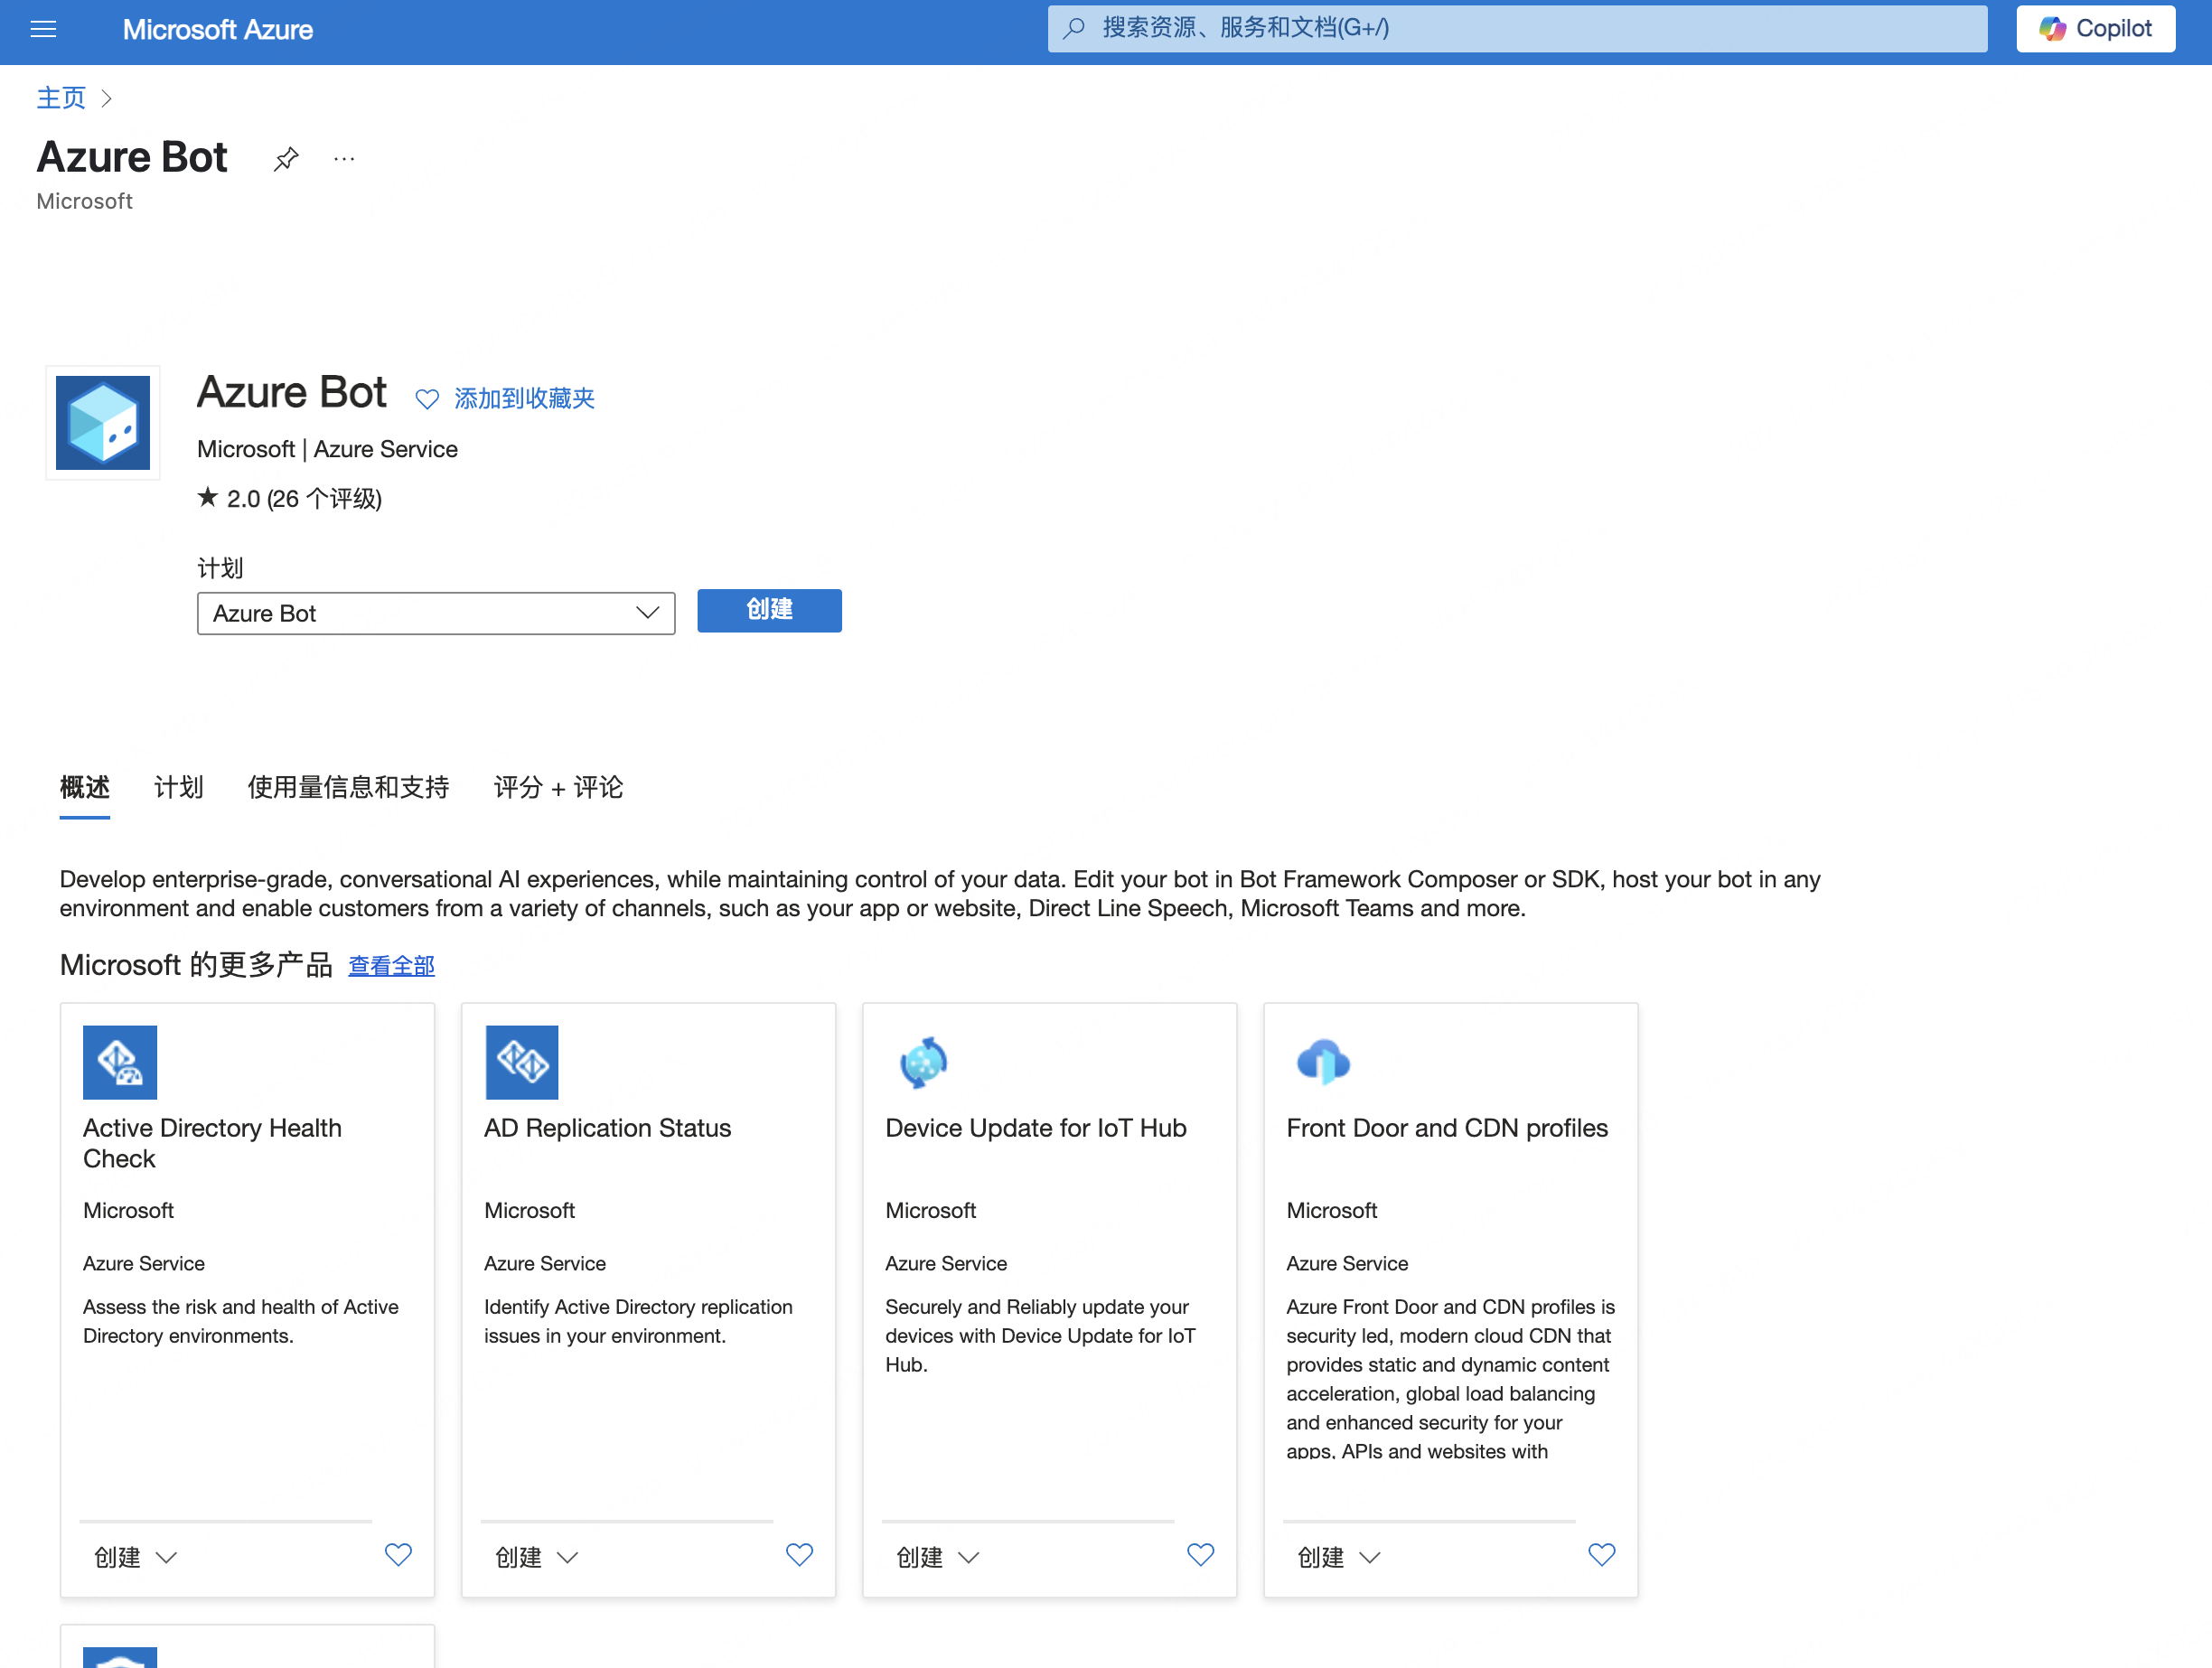 Microsoft Azure
搜索资源、服务和文档(G+/)
Copilot
主页
Azure Bot
Microsoft
Azure Bot
添加到收藏夹
Microsoft | Azure Service
★ 2.0 (26 个评级)
计划
Azure Bot
创建
概述
计划
使用量信息和支持
评分 + 评论
Develop enterprise-grade, conversational AI experiences, while maintaining control of your data. Edit your bot in Bot Framework Composer or SDK, host your bot in any
environment and enable customers from a variety of channels, such as your app or website, Direct Line Speech, Microsoft Teams and more.
Microsoft 的更多产品 查看全部
Active Directory Health
Check
Microsoft
Azure Service
Assess the risk and health of Active
Directory environments.
创建
AD Replication Status
Microsoft
Azure Service
Identify Active Directory replication
issues in your environment.
创建
Device Update for IoT Hub
Microsoft
Azure Service
Securely and Reliably update your
devices with Device Update for IoT
Hub.
创建
Front Door and CDN profiles
Microsoft
Azure Service
Azure Front Door and CDN profiles is
security led, modern cloud CDN that
provides static and dynamic content
acceleration, global load balancing
and enhanced security for your
apps, APIs and websites with
创建